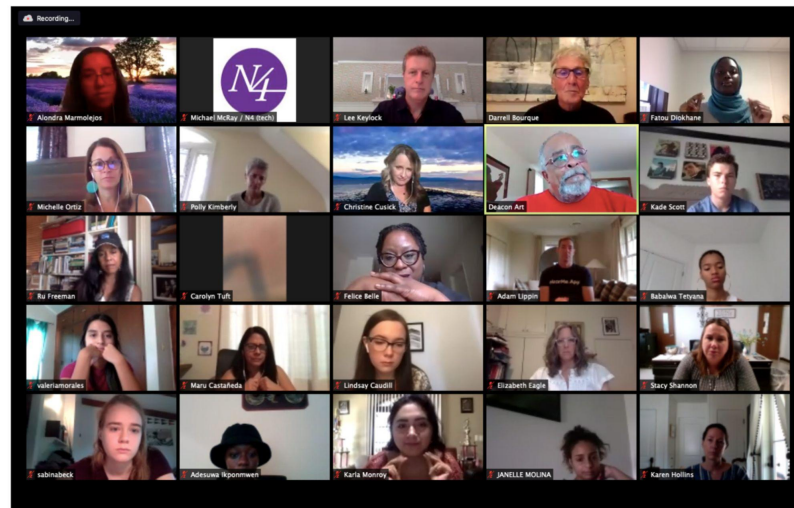 Recording...
Alondra Marmolejos
N4
Michael McRay / N4 (tech)
Lee Keylock
Darrell Bourque
Fatou Diokhane
Michelle Ortiz
Polly Kimberly
Christine Cusick
Deacon Art
Kade Scott
Ru Freeman
Carolyn Tuft
Felice Belle
Adam Lippin
Babalwa Tetyana
valeriamorales
Maru Castañeda
Lindsay Caudill
Elizabeth Eagle
Stacy Shannon
sabinabeck
Adesuwa Ikponmwen
Karla Monroy
JANELLE MOLINA
Karen Hollins